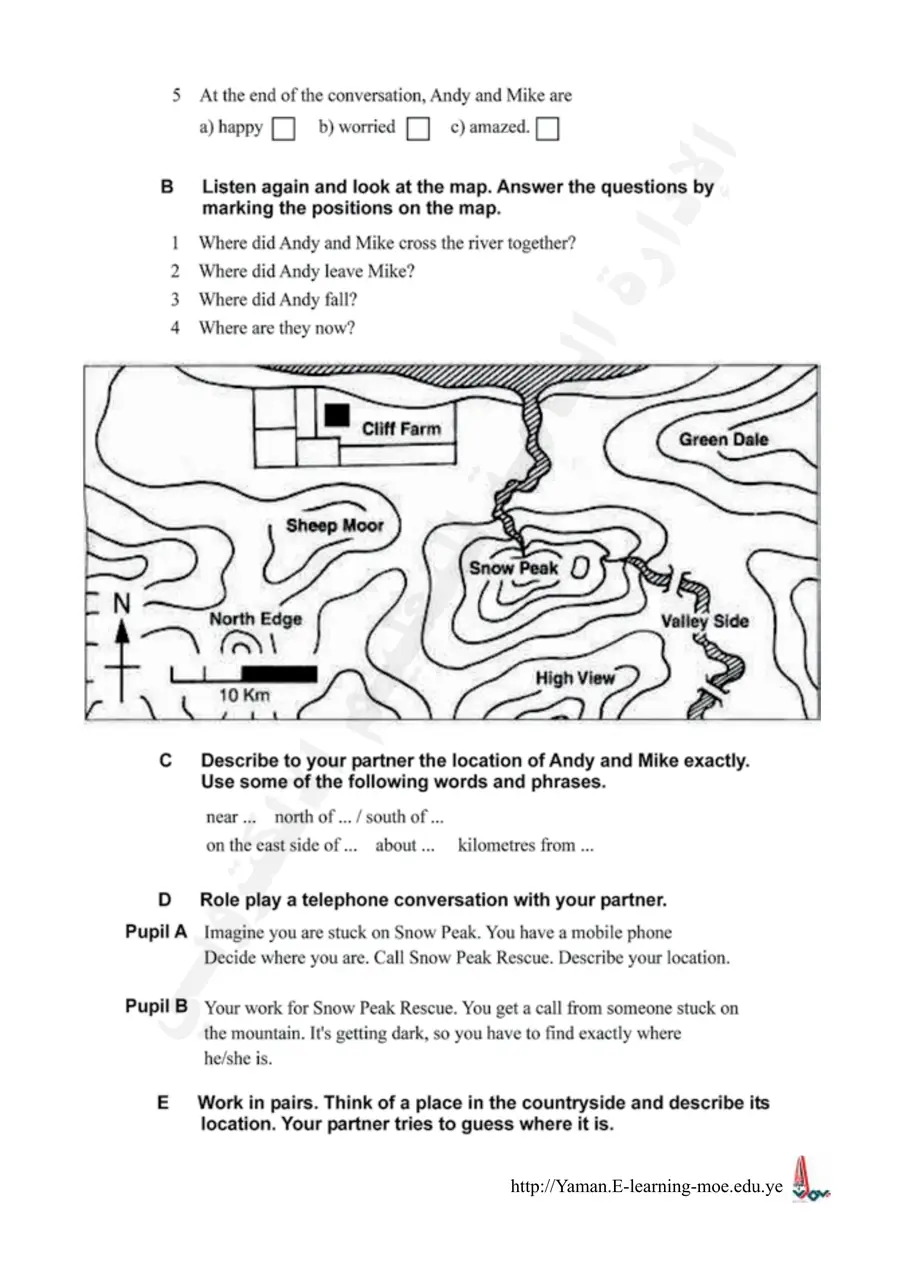 5 At the end of the conversation, Andy and Mike are
a) happy b) worried c) amazed.
B Listen again and look at the map. Answer the questions by
marking the positions on the map.
1 Where did Andy and Mike cross the river together?
2 Where did Andy leave Mike?
3 Where did Andy fall?
4 Where are they now?
Cliff Farm
Green Dale
Sheep Moor
Snow Peak
N
North Edge
Valley Side
High View
10 Km
C Describe to your partner the location of Andy and Mike exactly.
Use some of the following words and phrases.
near ... north of ... / south of ...
on the east side of ... about ... kilometres from ...
D Role play a telephone conversation with your partner.
Pupil A Imagine you are stuck on Snow Peak. You have a mobile phone
Decide where you are. Call Snow Peak Rescue. Describe your location.
Pupil B Your work for Snow Peak Rescue. You get a call from someone stuck on
the mountain. It's getting dark, so you have to find exactly where
he/she is.
E Work in pairs. Think of a place in the countryside and describe its
location. Your partner tries to guess where it is.
http://Yaman.E-learning-moe.edu.ye